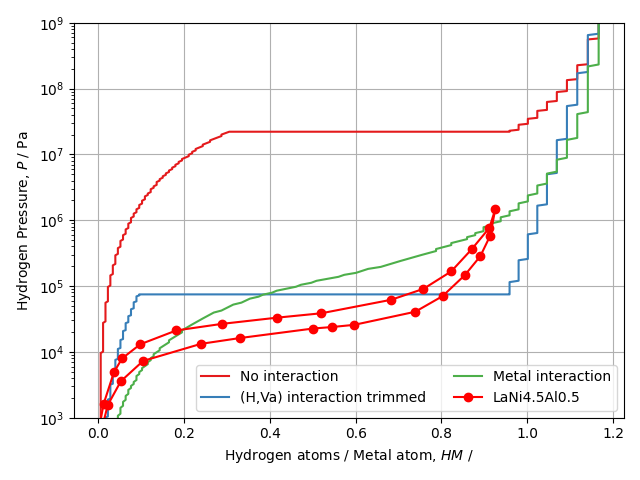 10⁹
10⁸
10⁷
10⁶
10⁵
10⁴
10³
Hydrogen Pressure, P / Pa
No interaction
(H,Va) interaction trimmed
Metal interaction
LaNi4.5Al0.5
0.0 0.2 0.4 0.6 0.8 1.0 1.2
Hydrogen atoms / Metal atom, HM /